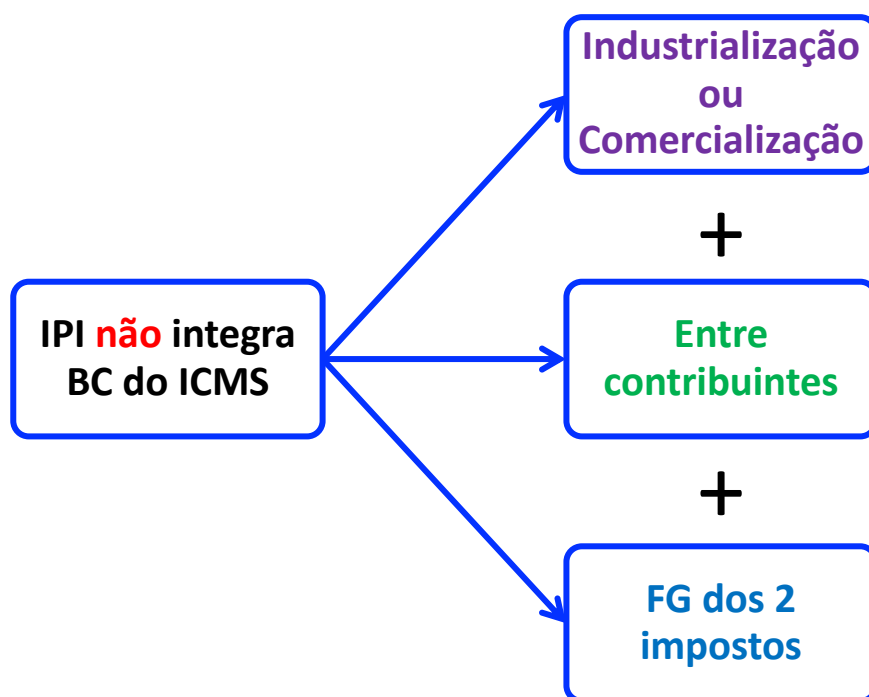 Industrialização
ou
Comercialização
+
IPI não integra
BC do ICMS
Entre
contribuintes
+
FG dos 2
impostos